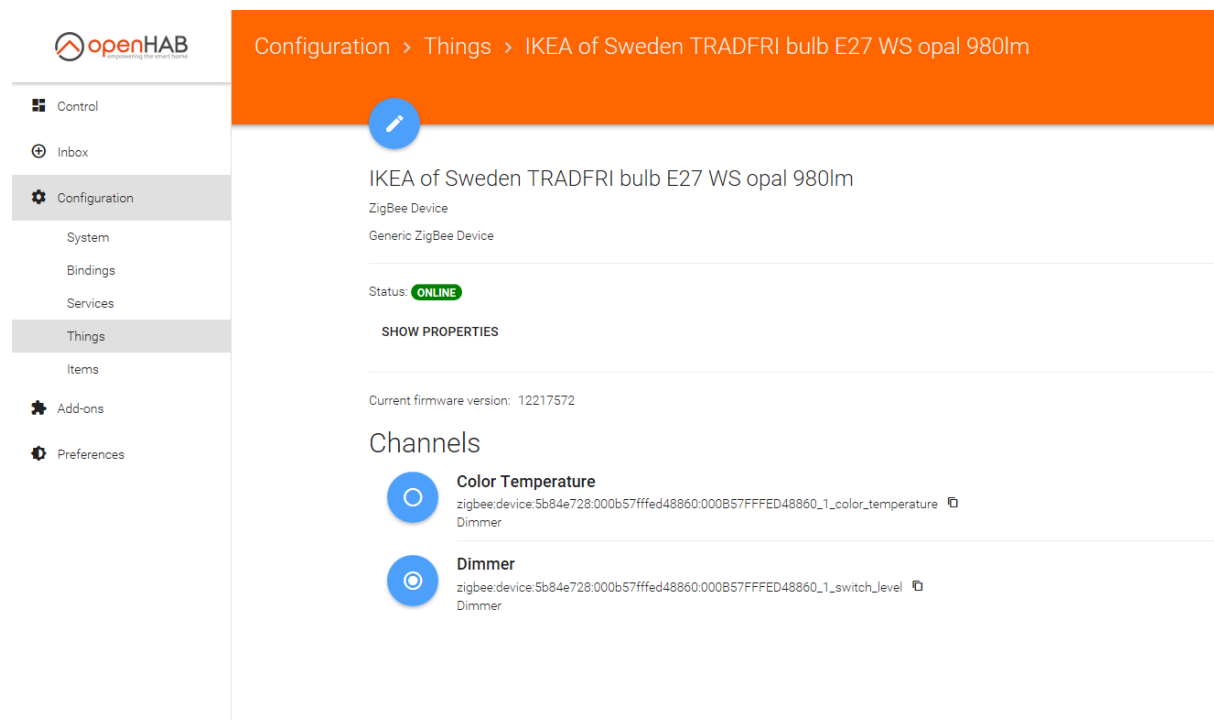 openHAB
empowering the smart home
Configuration > Things > IKEA of Sweden TRADFRI bulb E27 WS opal 980lm
Control
Inbox
Configuration
System
Bindings
Services
Things
Items
Add-ons
Preferences
IKEA of Sweden TRADFRI bulb E27 WS opal 980lm
ZigBee Device
Generic ZigBee Device
Status: ONLINE
SHOW PROPERTIES
Current firmware version: 12217572
Channels
Color Temperature
zigbee:device:5b84e728:000b57fffed48860:000B57FFFED48860_1_color_temperature
Dimmer
Dimmer
zigbee:device:5b84e728:000b57fffed48860:000B57FFFED48860_1_switch_level
Dimmer